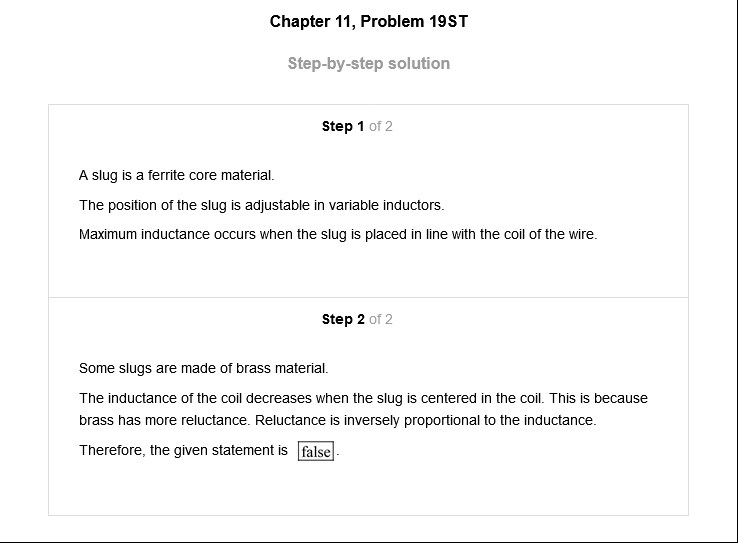 Chapter 11, Problem 19ST
Step-by-step solution
Step 1 of 2
A slug is a ferrite core material.
The position of the slug is adjustable in variable inductors.
Maximum inductance occurs when the slug is placed in line with the coil of the wire.
Step 2 of 2
Some slugs are made of brass material.
The inductance of the coil decreases when the slug is centered in the coil. This is because
brass has more reluctance. Reluctance is inversely proportional to the inductance.
Therefore, the given statement is false.